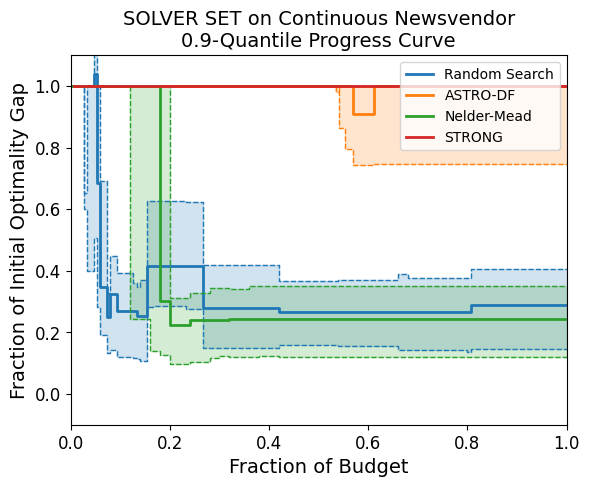 SOLVER SET on Continuous Newsvendor
0.9-Quantile Progress Curve
Fraction of Initial Optimality Gap
1.0
0.8
0.6
0.4
0.2
0.0
Random Search
ASTRO-DF
Nelder-Mead
STRONG
0.0
0.2
0.4
0.6
0.8
1.0
Fraction of Budget